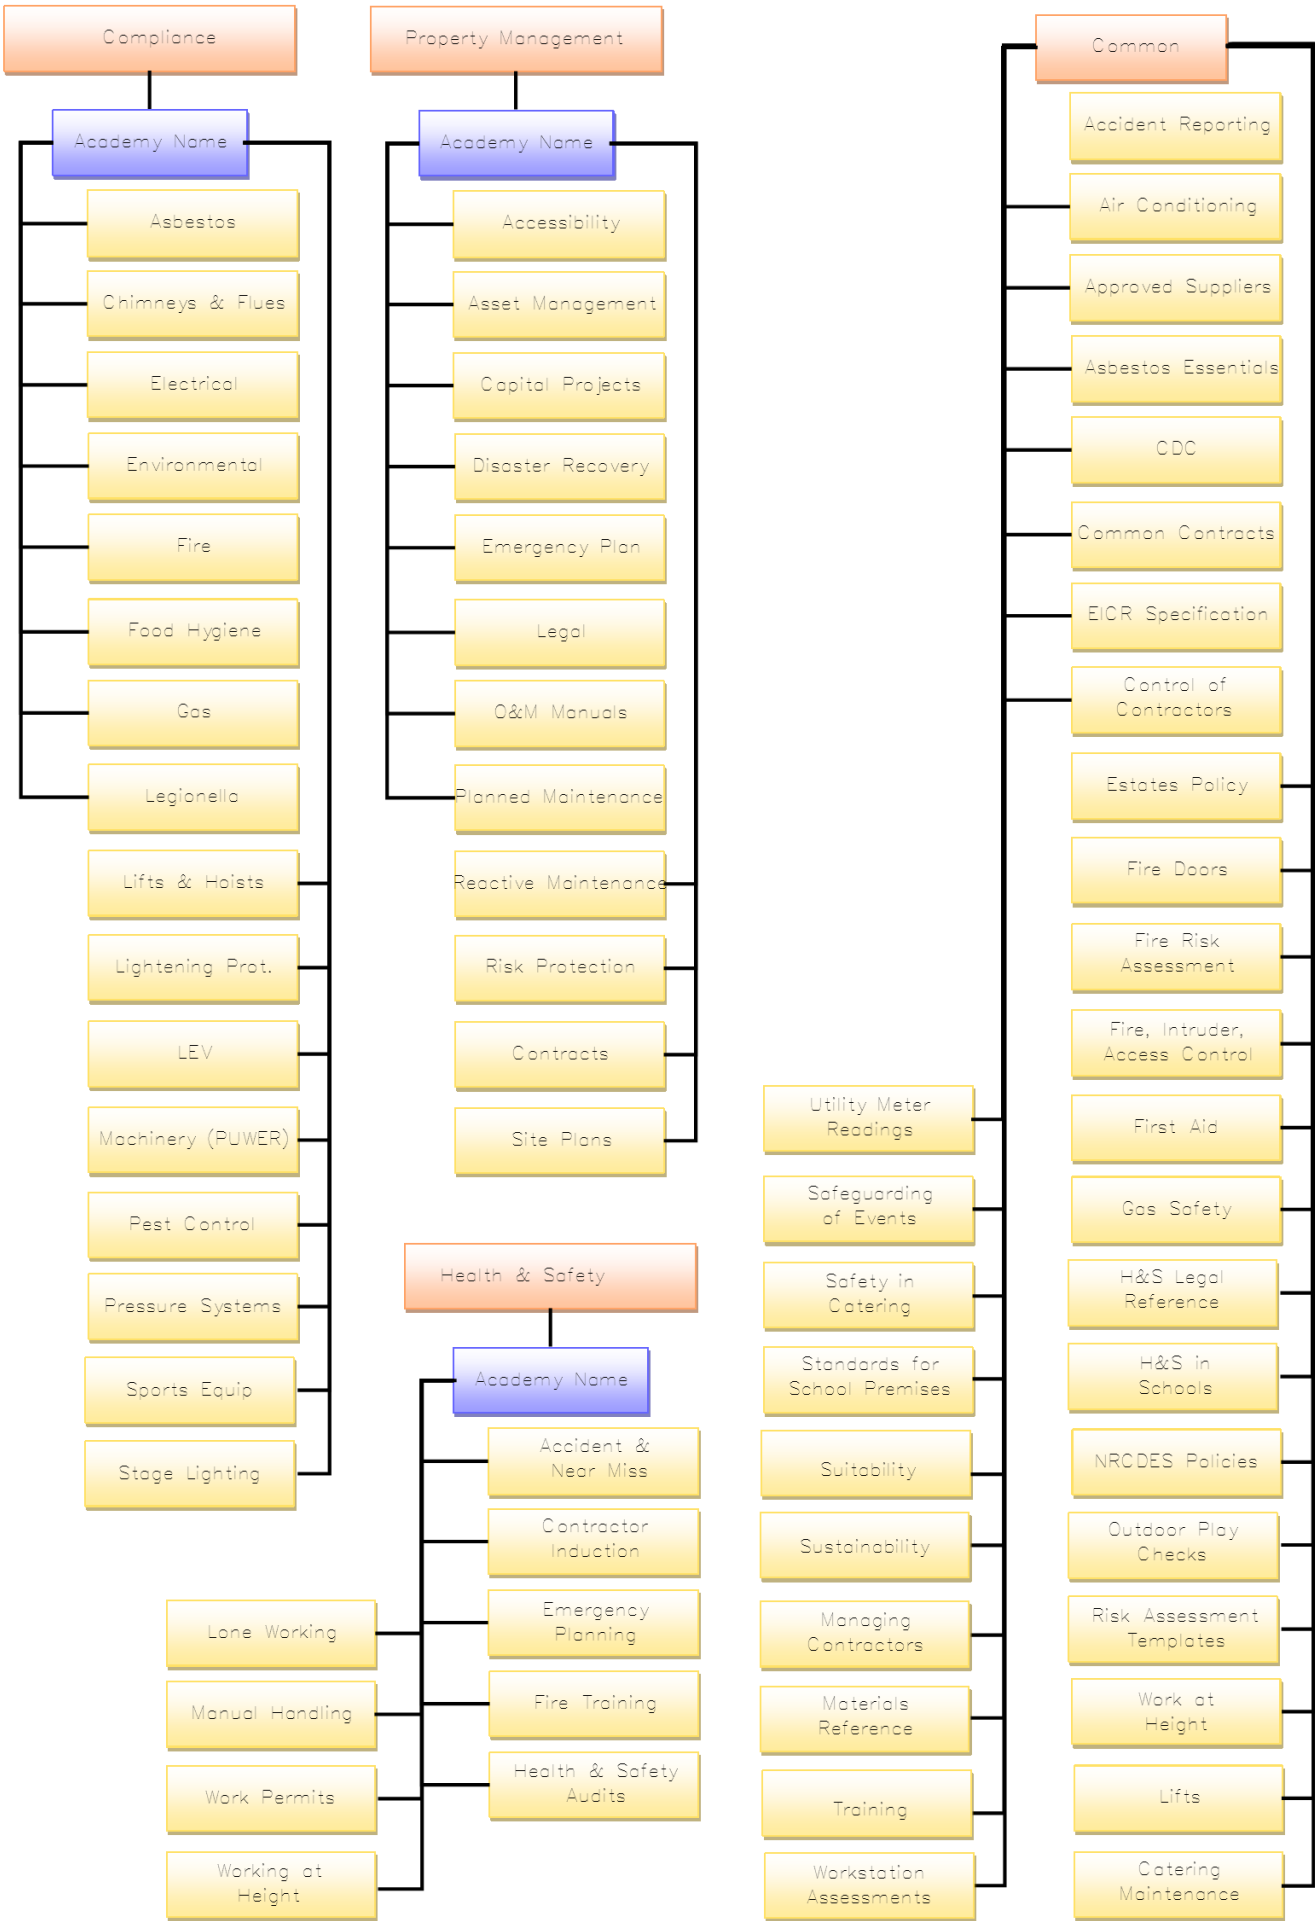 Compliance
Academy Name
Asbestos
Chimneys & Flues
Electrical
Environmental
Fire
Food Hygiene
Gas
Legionella
Lifts & Hoists
Lightening Prot.
LEV
Machinery (PUWER)
Pest Control
Pressure Systems
Sports Equip
Stage Lighting
Property Management
Academy Name
Accessibility
Asset Management
Capital Projects
Disaster Recovery
Emergency Plan
Legal
O&M Manuals
Planned Maintenance
Reactive Maintenance
Risk Protection
Contracts
Site Plans
Health & Safety
Academy Name
Accident &
Near Miss
Contractor
Induction
Emergency
Planning
Fire Training
Health & Safety
Audits
Lone Working
Manual Handling
Work Permits
Working at
Height
Common
Accident Reporting
Air Conditioning
Approved Suppliers
Asbestos Essentials
CDC
Common Contracts
EICR Specification
Control of
Contractors
Estates Policy
Fire Doors
Fire Risk
Assessment
Fire, Intruder,
Access Control
First Aid
Gas Safety
H&S Legal
Reference
H&S in
Schools
NRCDES Policies
Outdoor Play
Checks
Risk Assessment
Templates
Work at
Height
Lifts
Catering
Maintenance
Utility Meter
Readings
Safeguarding
of Events
Safety in
Catering
Standards for
School Premises
Suitability
Sustainability
Managing
Contractors
Materials
Reference
Training
Workstation
Assessments